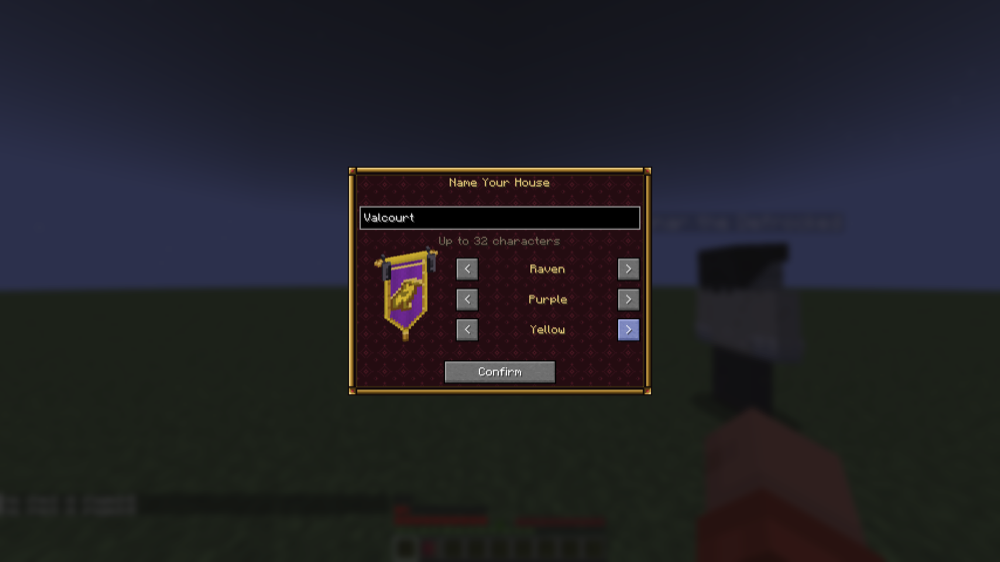 Name Your House
Valcourt
Up to 32 characters
< Raven >
< Purple >
< Yellow >
Confirm